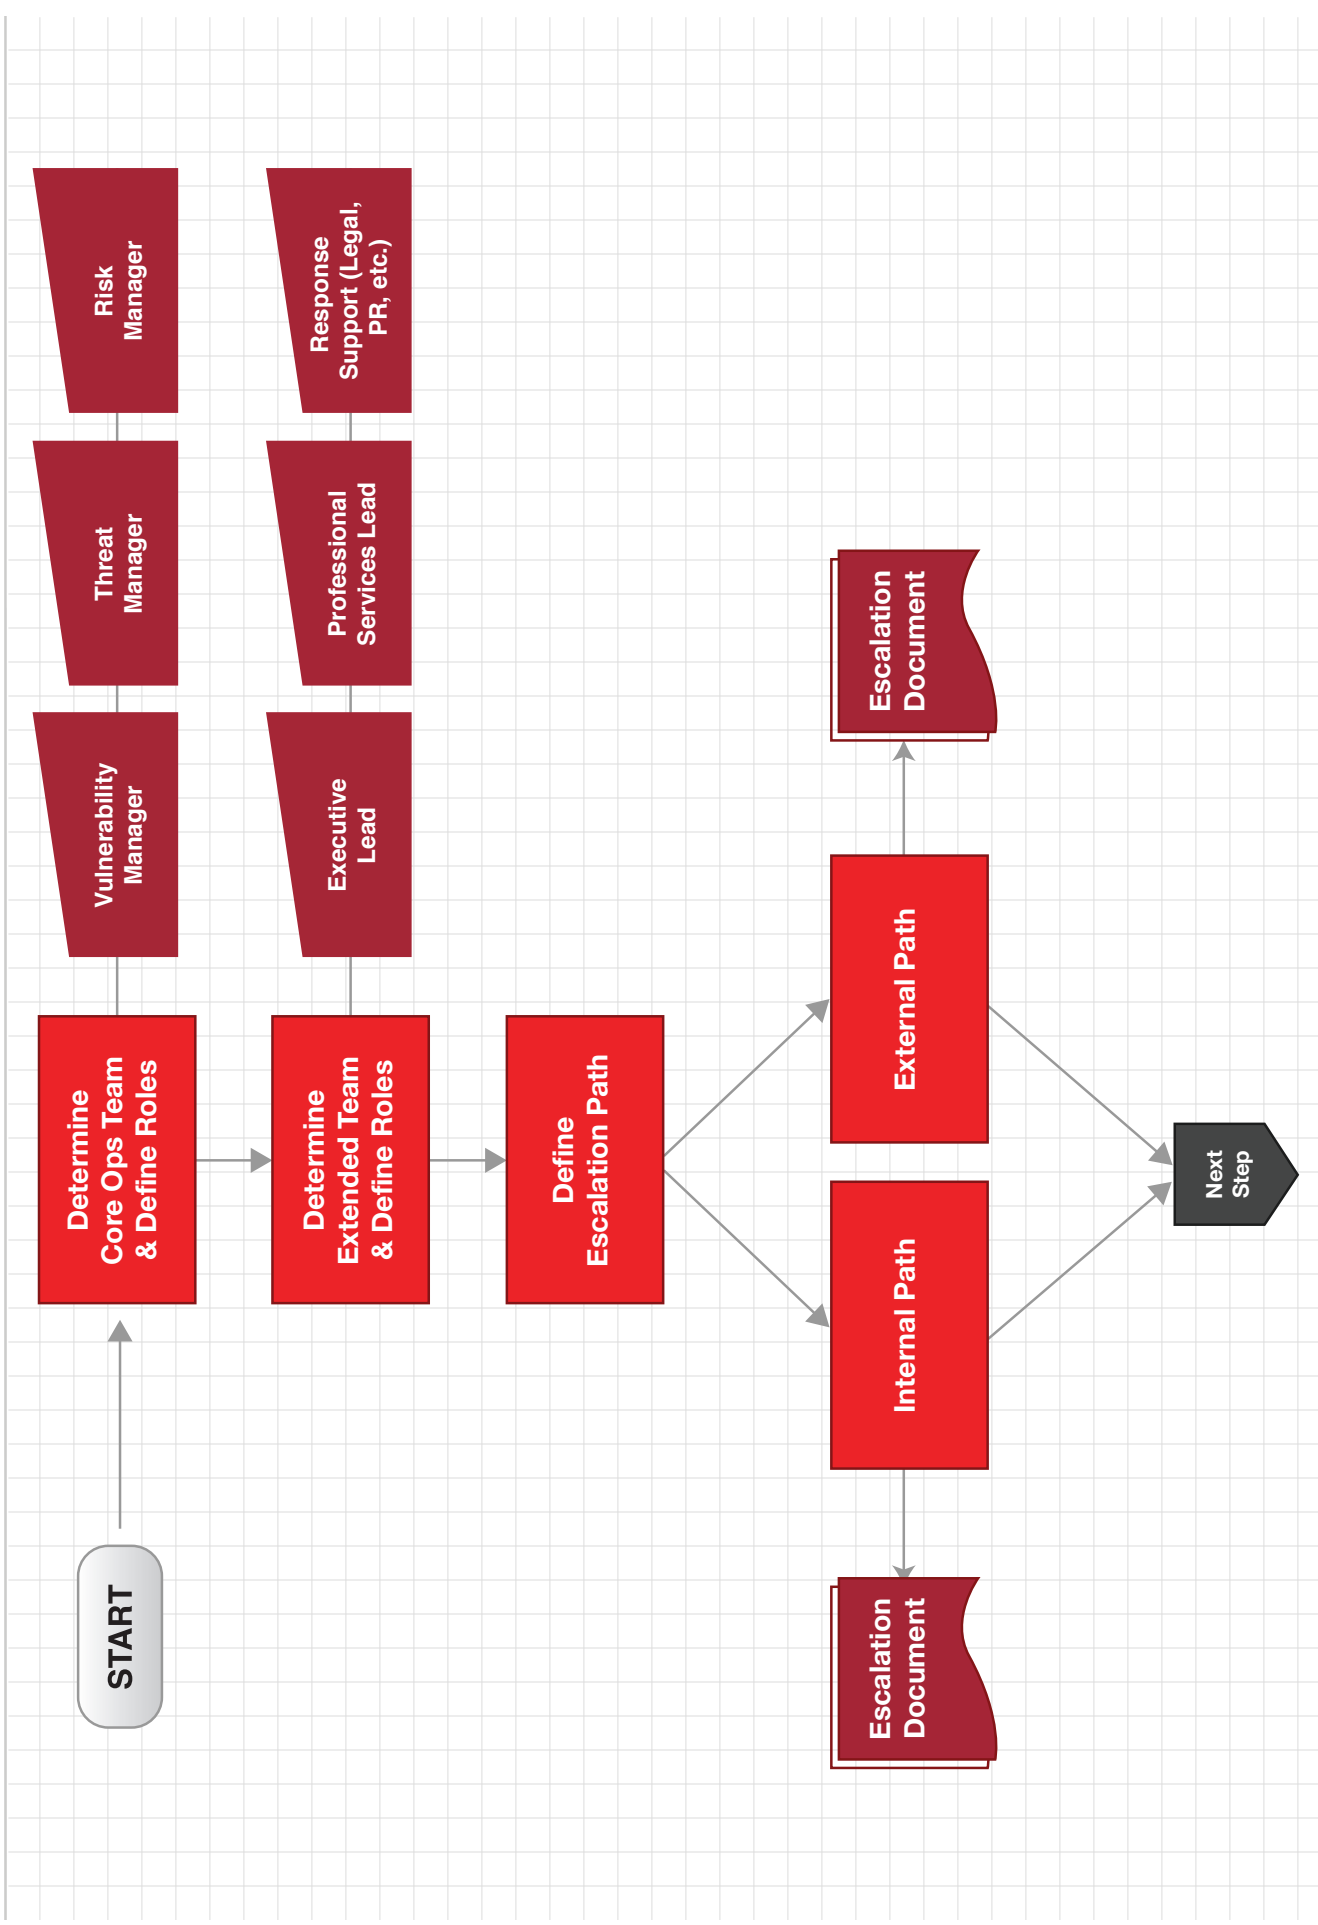 START
Determine
Core Ops Team
& Define Roles
Vulnerability
Manager
Threat
Manager
Risk
Manager
Determine
Extended Team
& Define Roles
Executive
Lead
Professional
Services Lead
Response
Support (Legal,
PR, etc.)
Define
Escalation Path
Escalation
Document
Internal Path
External Path
Escalation
Document
Next
Step